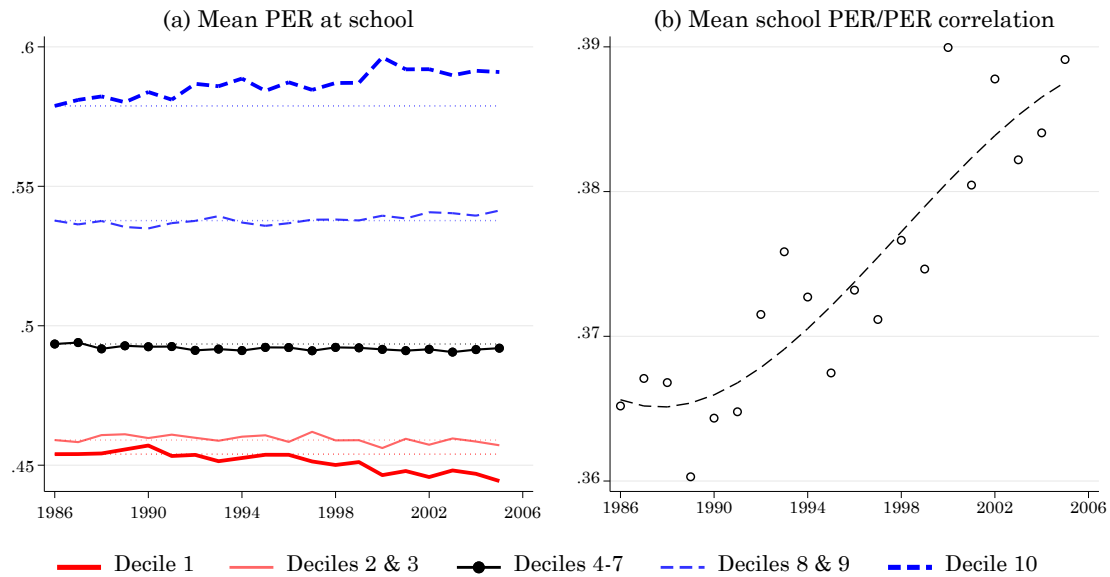 (a) Mean PER at school
.6
.55
.5
.45
1986 1990 1994 1998 2002 2006
(b) Mean school PER/PER correlation
.39
.38
.37
.36
1986 1990 1994 1998 2002 2006
Decile 1 Deciles 2 & 3 Deciles 4-7 Deciles 8 & 9 Decile 10